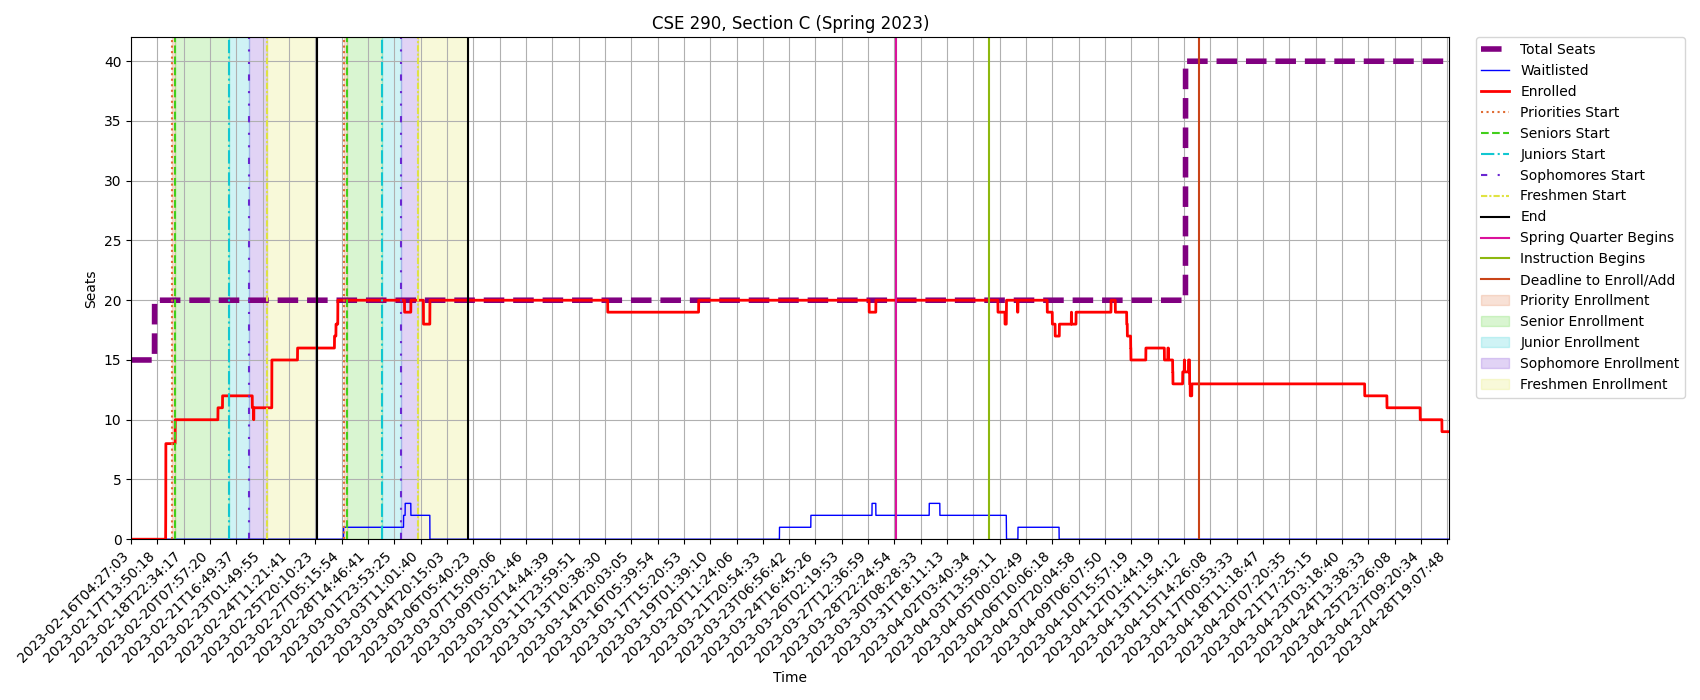 CSE 290, Section C (Spring 2023)
Seats
40
35
30
25
20
15
10
5
0
2023-02-16T04:27:03
2023-02-17T13:50:18
2023-02-18T22:34:17
2023-02-20T07:57:20
2023-02-21T16:49:37
2023-02-23T01:49:55
2023-02-24T11:21:41
2023-02-25T20:10:23
2023-02-27T05:15:54
2023-02-28T14:46:41
2023-03-01T23:53:25
2023-03-03T11:01:40
2023-03-04T20:15:03
2023-03-06T05:40:23
2023-03-07T15:09:06
2023-03-09T05:21:46
2023-03-10T14:44:39
2023-03-11T23:59:51
2023-03-13T10:38:30
2023-03-14T20:03:05
2023-03-16T05:39:54
2023-03-17T15:20:53
2023-03-19T01:39:10
2023-03-20T11:24:06
2023-03-21T20:54:33
2023-03-23T06:56:42
2023-03-24T16:45:26
2023-03-26T02:19:53
2023-03-27T12:36:59
2023-03-28T22:24:54
2023-03-30T08:28:33
2023-03-31T18:11:13
2023-04-02T03:40:34
2023-04-03T13:59:11
2023-04-05T00:02:49
2023-04-06T10:06:18
2023-04-07T20:04:58
2023-04-09T06:07:50
2023-04-10T15:57:19
2023-04-12T01:44:19
2023-04-13T11:54:12
2023-04-15T14:26:08
2023-04-17T00:53:33
2023-04-18T11:18:47
2023-04-20T07:20:35
2023-04-21T17:25:15
2023-04-23T03:18:40
2023-04-24T13:38:33
2023-04-25T23:26:08
2023-04-27T09:20:34
2023-04-28T19:07:48
Time
Total Seats
Waitlisted
Enrolled
Priorities Start
Seniors Start
Juniors Start
Sophomores Start
Freshmen Start
End
Spring Quarter Begins
Instruction Begins
Deadline to Enroll/Add
Priority Enrollment
Senior Enrollment
Junior Enrollment
Sophomore Enrollment
Freshmen Enrollment